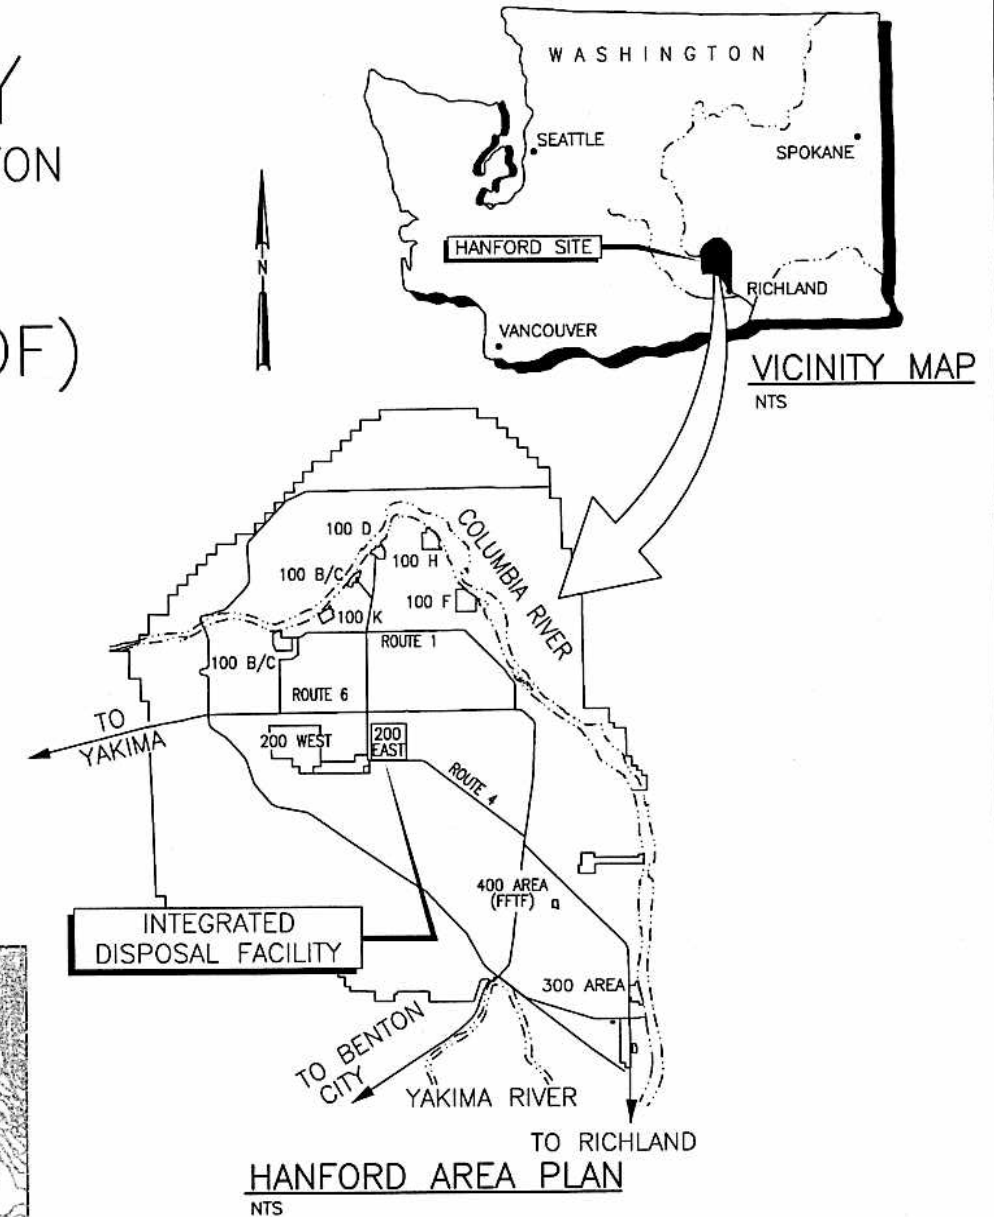 Y
TON
DF)
WASHINGTON
SEATTLE
SPOKANE
HANFORD SITE
RICHLAND
VANCOUVER
VICINITY MAP
NTS
N
COLUMBIA RIVER
100 D
100 H
100 B/C
100 F
100 K
ROUTE 1
100 B/C
ROUTE 6
TO
YAKIMA
200 WEST
200
EAST
ROUTE 4
400 AREA
(FFTF)
INTEGRATED
DISPOSAL FACILITY
300 AREA
TO BENTON
CITY
YAKIMA RIVER
TO RICHLAND
HANFORD AREA PLAN
NTS